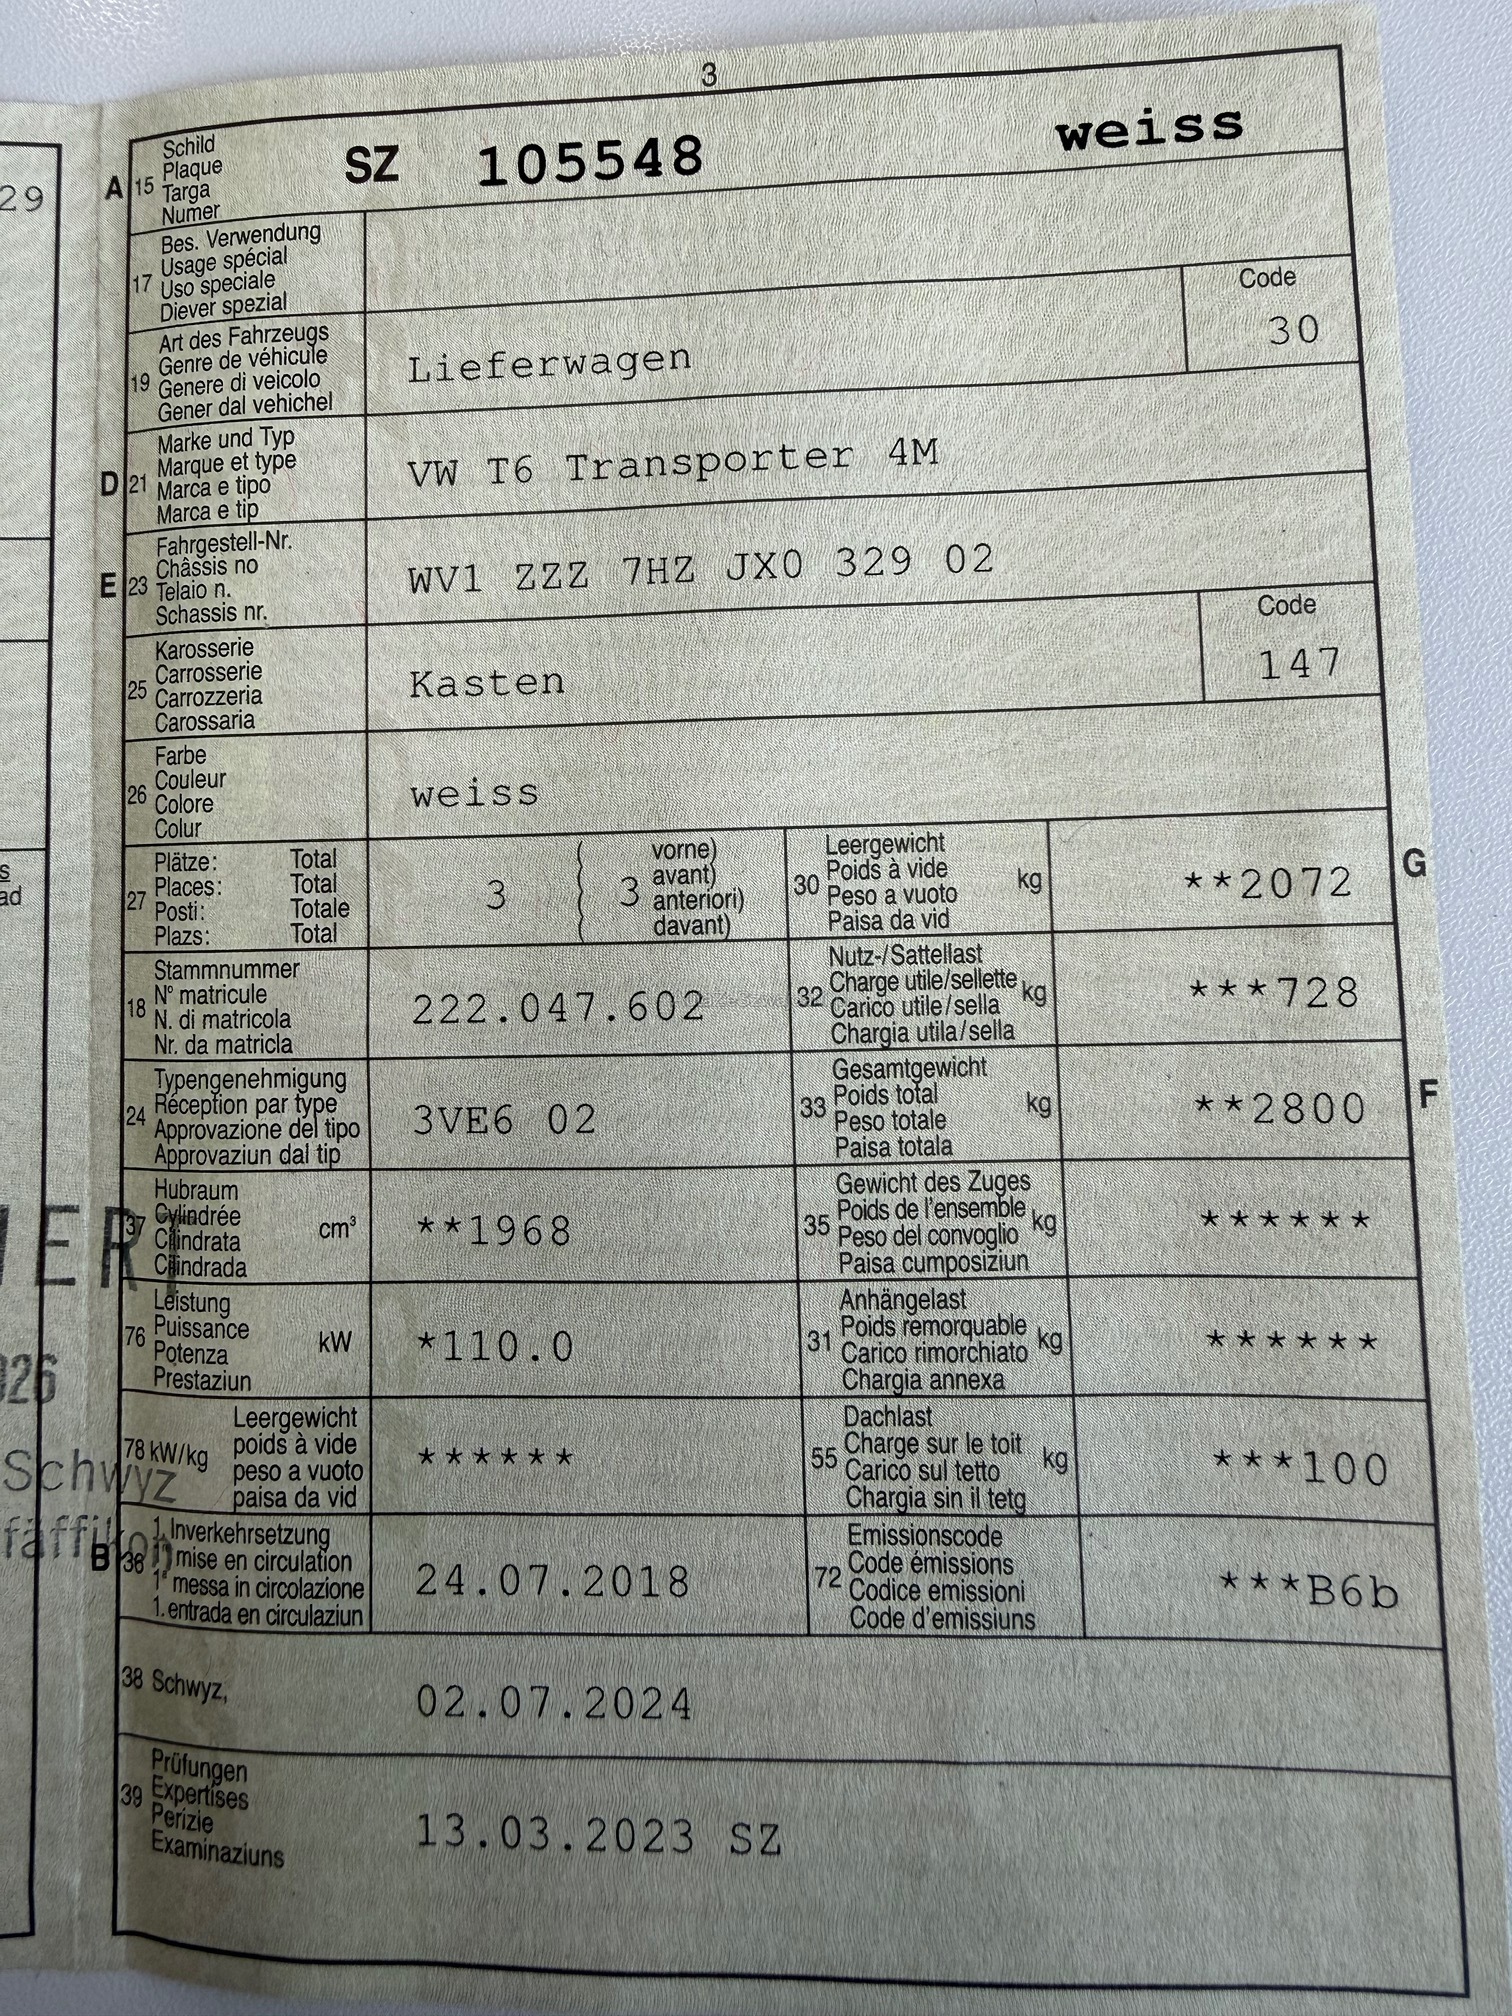 3
A 15 Schild Plaque Targa Numer SZ 105548 weiss
17 Bes. Verwendung
Usage spécial
Uso speciale
Diever spezial
19 Art des Fahrzeugs
Genre de véhicule
Genere di veicolo
Gener dal vehichel
Lieferwagen
Code
30
D 21 Marke und Typ
Marque et type
Marca e tipo
Marca e tip
VW T6 Transporter 4M
E 23 Fahrgestell-Nr.
Châssis no
Telaio n.
Schassis nr.
WV1 ZZZ 7HZ JX0 329 02
25 Karosserie
Carrosserie
Carrozzeria
Carossaria
Kasten
Code
147
26 Farbe
Couleur
Colore
Colur
weiss
27 Plätze: Total
Places: Total
Posti: Totale
Plazs: Total
3 3
vorne)
avant)
anteriori)
davant)
30 Leergewicht
Poids à vide
Peso a vuoto
Paisa da vid
kg
**2072
G
18 Stammnummer
N° matricule
N. di matricola
Nr. da matricla
222.047.602
32 Nutz-/Sattellast
Charge utile/sellette
Carico utile/sella
Chargia utila/sella
kg
***728
24 Typengenehmigung
Réception par type
Approvazione del tipo
Approvaziun dal tip
3VE6 02
33 Gesamtgewicht
Poids total
Peso totale
Paisa totala
kg
**2800
F
37 Hubraum
Cylindrée
Cilindrata
Cilindrada
cm³
**1968
35 Gewicht des Zuges
Poids de l'ensemble
Peso del convoglio
Paisa cumposiziun
kg
******
76 Leistung
Puissance
Potenza
Prestaziun
kW
*110.0
31 Anhängelast
Poids remorquable
Carico rimorchiato
Chargia annexa
kg
******
78 kW/kg
Leergewicht
poids à vide
peso a vuoto
paisa da vid
******
55 Dachlast
Charge sur le toit
Carico sul tetto
Chargia sin il tetg
kg
***100
B 36 1. Inverkehrsetzung
1re mise en circulation
1a messa in circolazione
1. entrada en circulaziun
24.07.2018
72 Emissionscode
Code émissions
Codice emissioni
Code d'emissiuns
***B6b
38 Schwyz, 02.07.2024
39 Prüfungen
Expertises
Perizie
Examinaziuns
13.03.2023 SZ
29
Schwyz